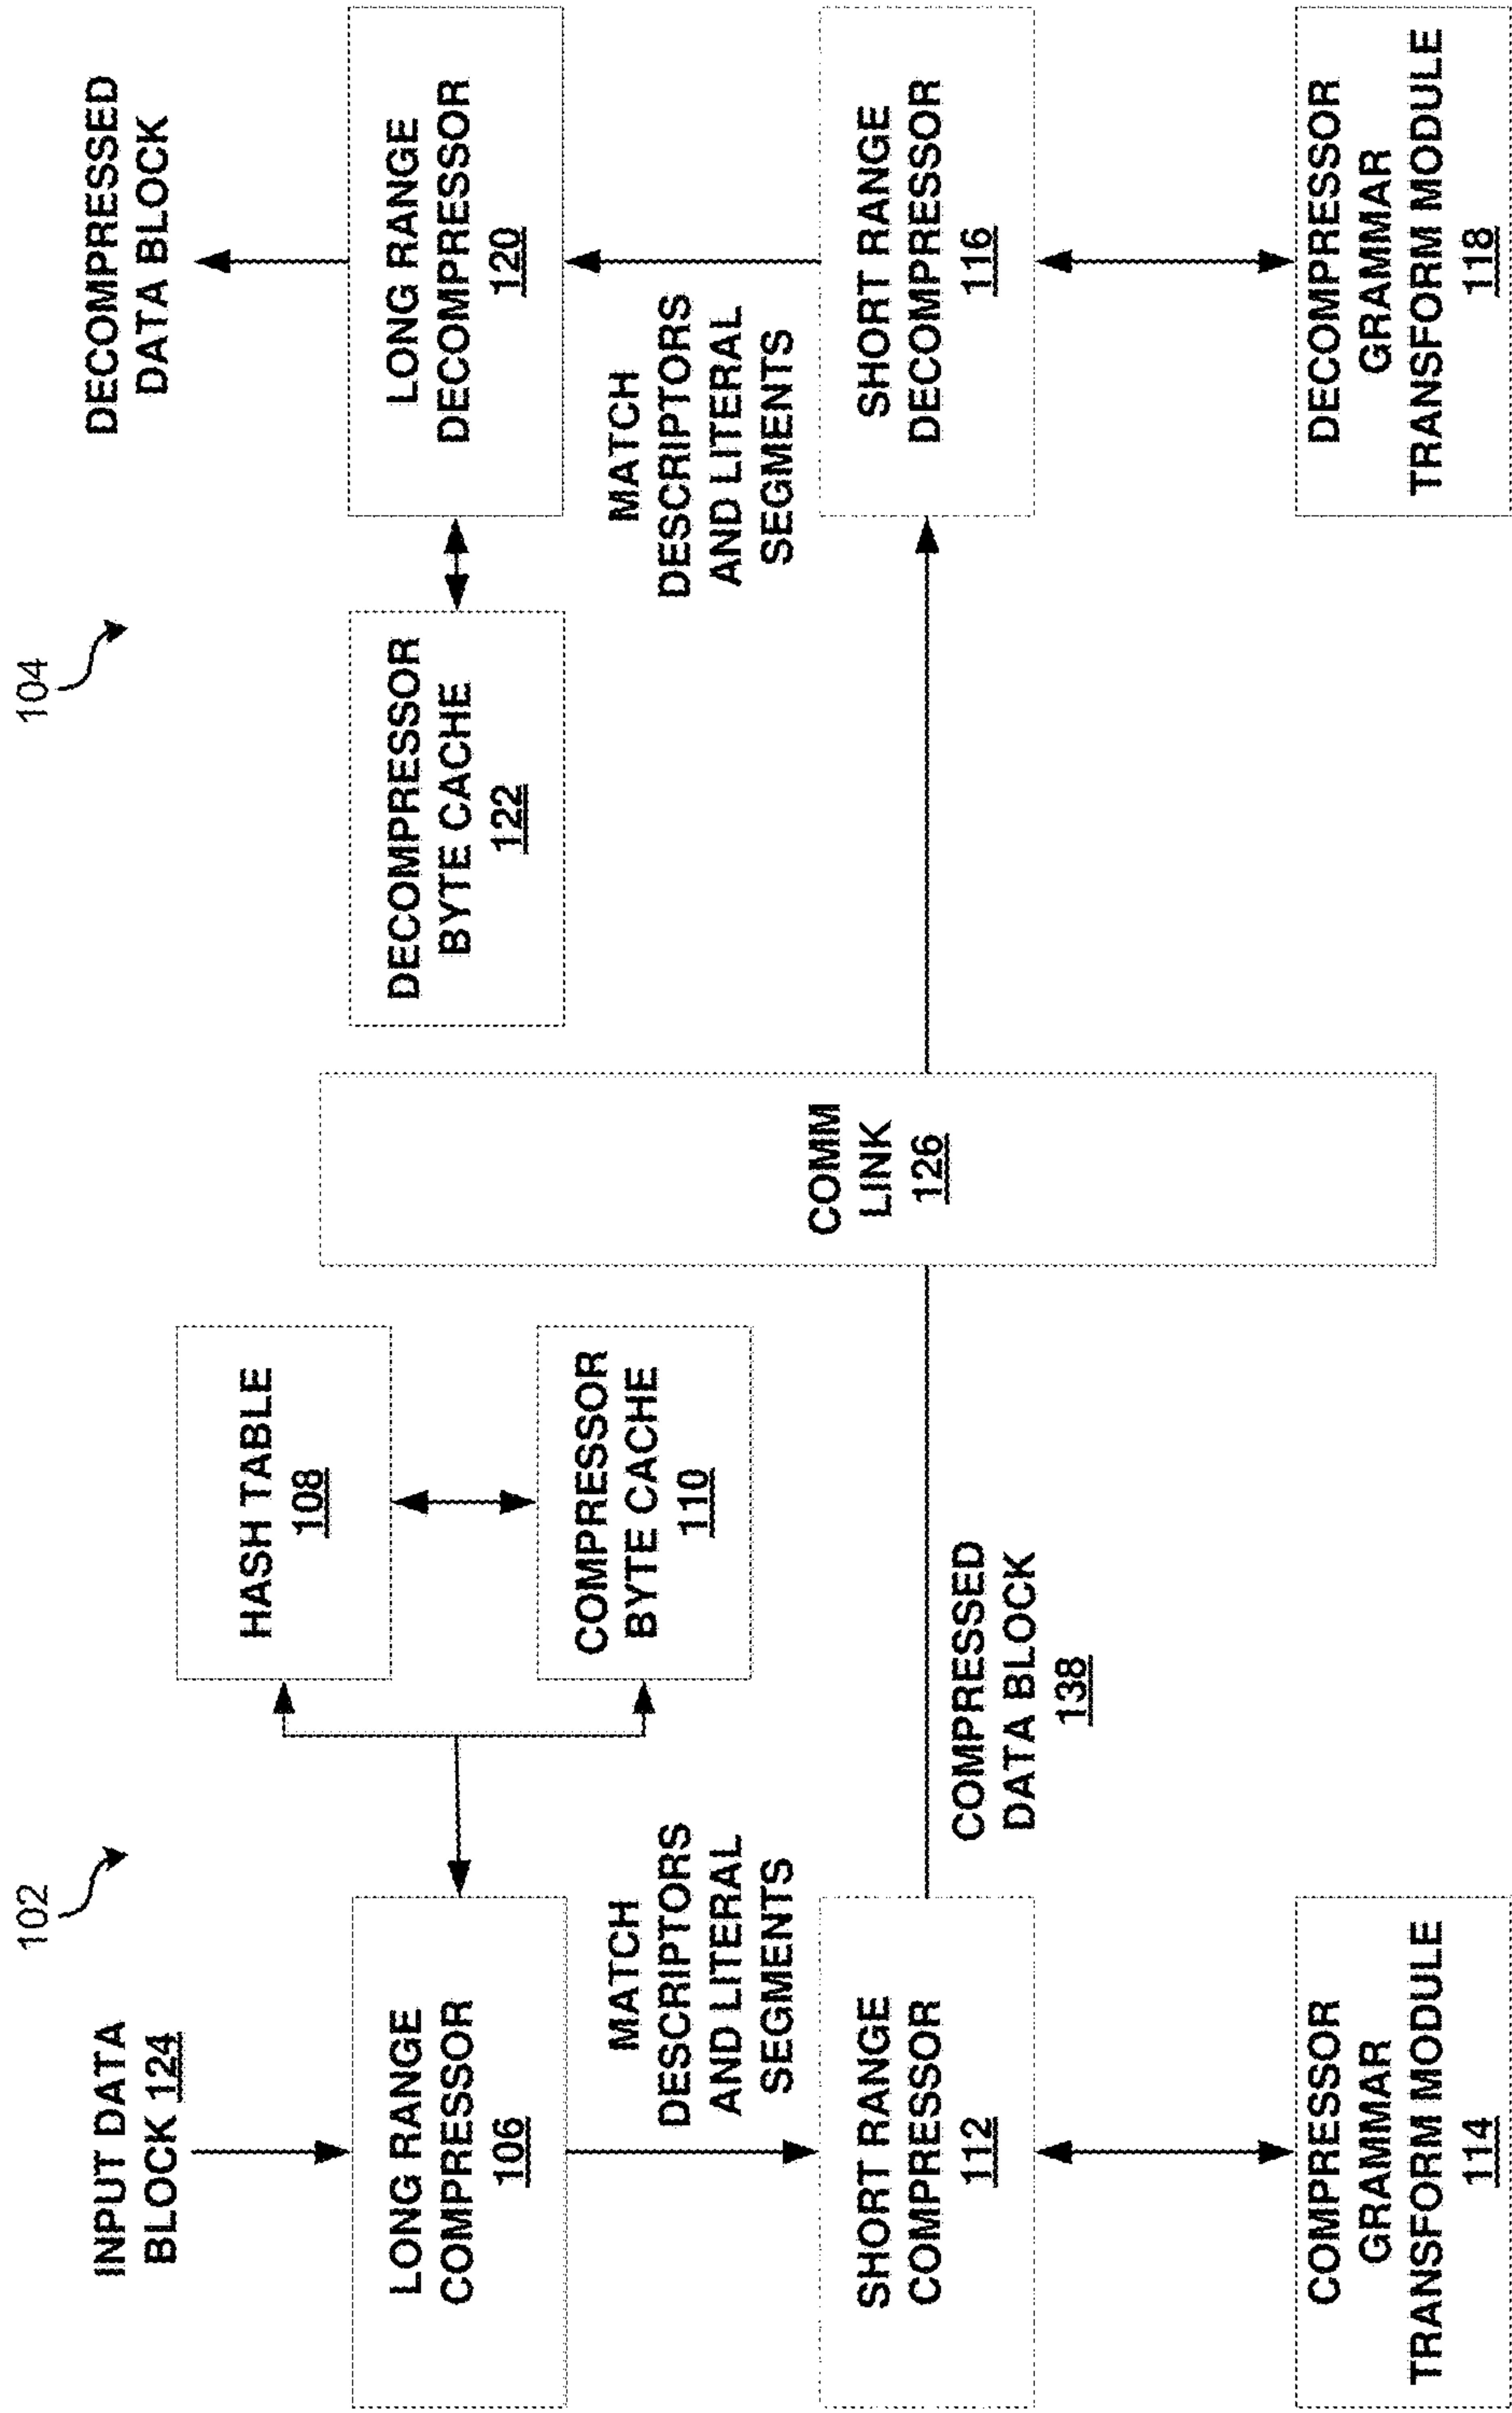 102
INPUT DATA
BLOCK 124
LONG RANGE
COMPRESSOR
106
HASH TABLE
108
COMPRESSOR
BYTE CACHE
110
MATCH
DESCRIPTORS
AND LITERAL
SEGMENTS
SHORT RANGE
COMPRESSOR
112
COMPRESSED
DATA BLOCK
138
COMPRESSOR
GRAMMAR
TRANSFORM MODULE
114
COMM
LINK
126
104
DECOMPRESSOR
BYTE CACHE
122
DECOMPRESSED
DATA BLOCK
LONG RANGE
DECOMPRESSOR
120
MATCH
DESCRIPTORS
AND LITERAL
SEGMENTS
SHORT RANGE
DECOMPRESSOR
116
DECOMPRESSOR
GRAMMAR
TRANSFORM MODULE
118